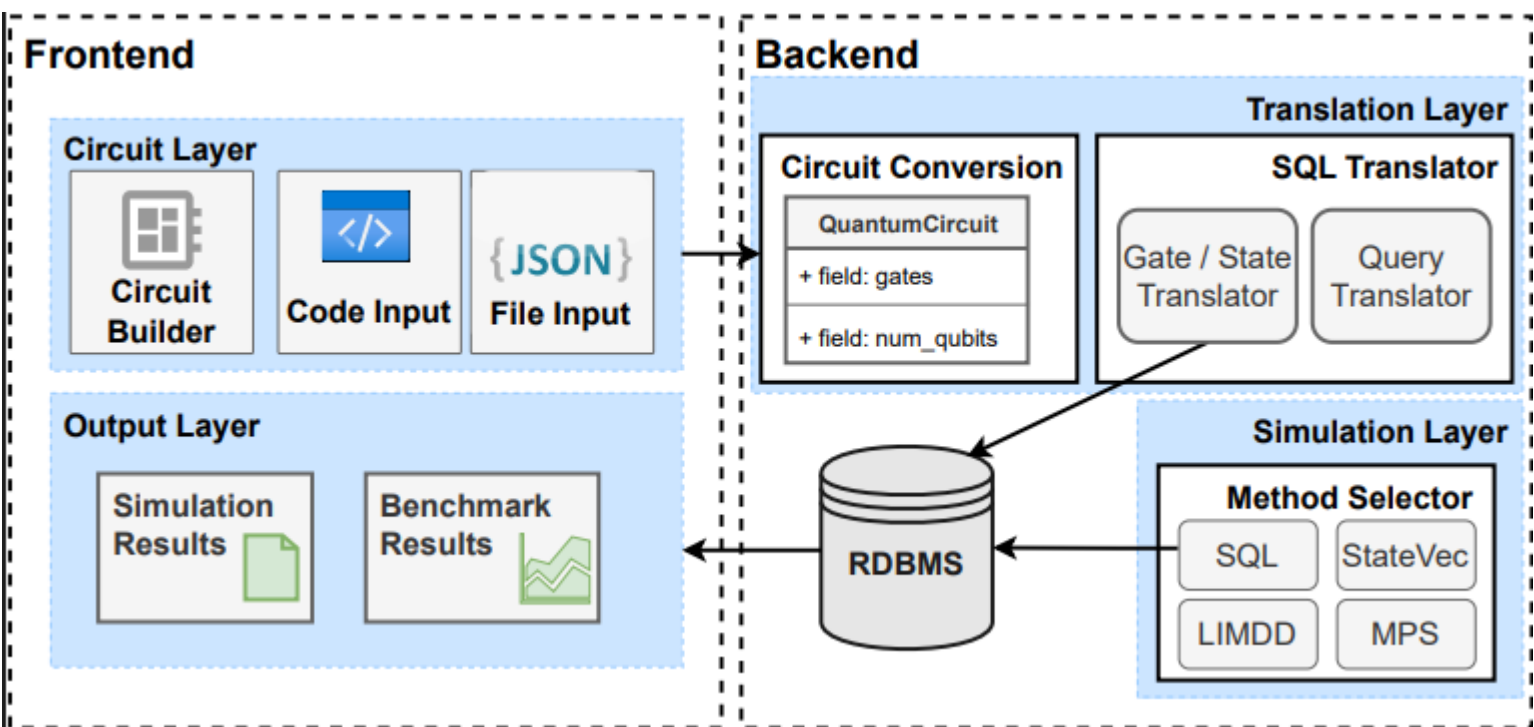 Frontend
Circuit Layer
Circuit
Builder
</>
Code Input
{JSON}
File Input
Output Layer
Simulation
Results
Benchmark
Results
Backend
Translation Layer
Circuit Conversion
QuantumCircuit
+ field: gates
+ field: num_qubits
SQL Translator
Gate / State
Translator
Query
Translator
RDBMS
Simulation Layer
Method Selector
SQL
StateVec
LIMDD
MPS